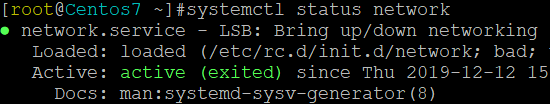 [root@Centos7 ~]#systemctl status network
● network.service - LSB: Bring up/down networking
Loaded: loaded (/etc/rc.d/init.d/network; bad;
Active: active (exited) since Thu 2019-12-12 15
Docs: man:systemd-sysv-generator(8)